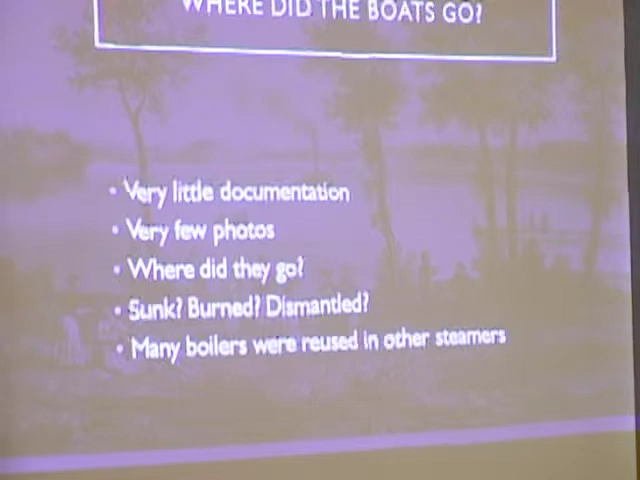 WHERE DID THE BOATS GO?
• Very little documentation
• Very few photos
• Where did they go?
• Sunk? Burned? Dismantled?
• Many boilers were reused in other steamers